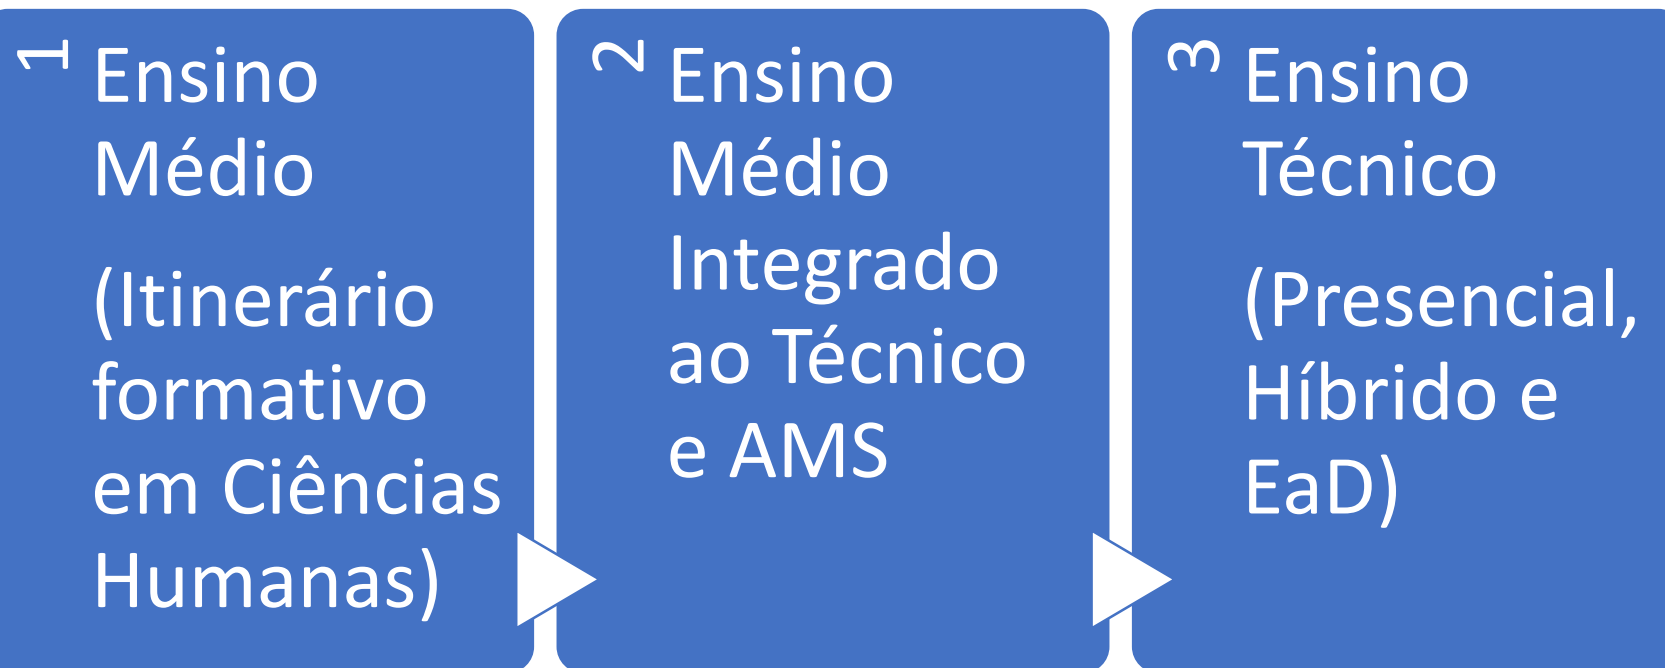 1
Ensino
Médio
(Itinerário
formativo
em Ciências
Humanas)
2
Ensino
Médio
Integrado
ao Técnico
e AMS
3
Ensino
Técnico
(Presencial,
Híbrido e
EaD)